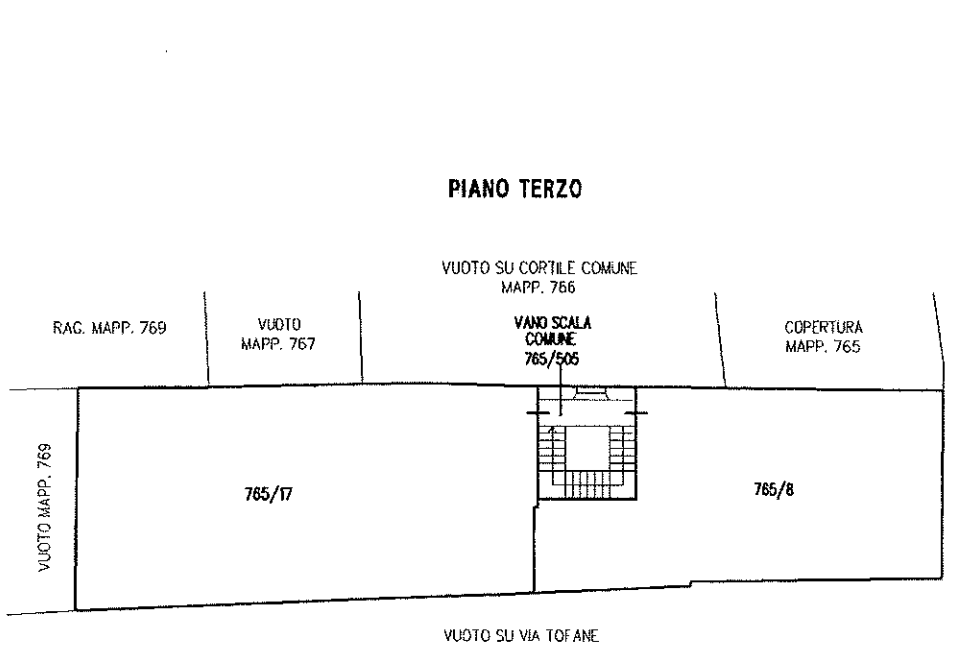 PIANO TERZO
VUOTO SU CORTILE COMUNE
MAPP. 766
RAG. MAPP. 769
VUOTO
MAPP. 767
VANO SCALA
COMUNE
765/505
COPERTURA
MAPP. 765
VUOTO MAPP. 769
765/17
765/8
VUOTO SU VIA TOFANE